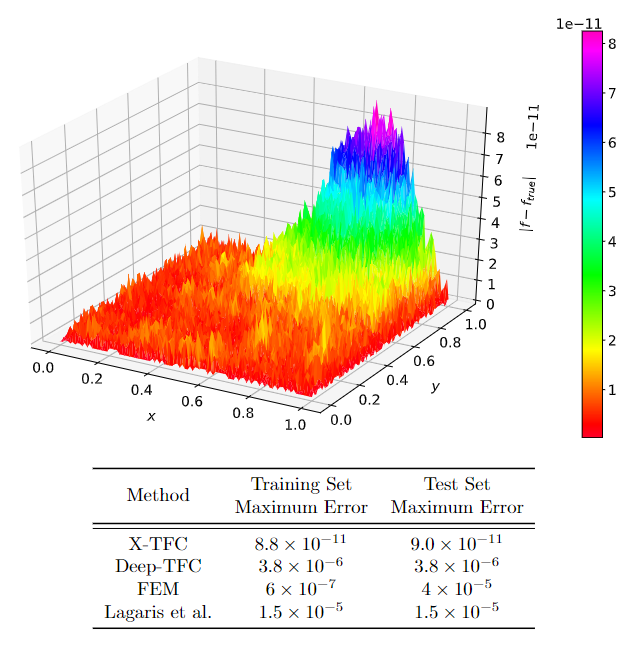 1e−11
8
7
6
5
4
3
2
1
1e−11
|f − f_true|
8
7
6
5
4
3
2
1
0
0.0 0.2 0.4 0.6 0.8 1.0
x
0.0 0.2 0.4 0.6 0.8 1.0
y
Method Training Set Maximum Error Test Set Maximum Error
X-TFC 8.8 × 10⁻¹¹ 9.0 × 10⁻¹¹
Deep-TFC 3.8 × 10⁻⁶ 3.8 × 10⁻⁶
FEM 6 × 10⁻⁷ 4 × 10⁻⁵
Lagaris et al. 1.5 × 10⁻⁵ 1.5 × 10⁻⁵